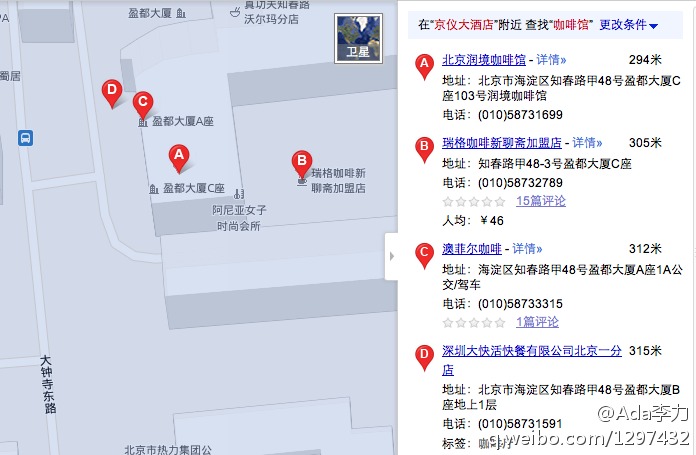 盈都大厦
真功夫知春路
沃尔玛分店
蜀居
卫星
D
C
盈都大厦A座
A
盈都大厦C座
B
瑞格咖啡新
聊斋加盟店
阿尼亚女子
时尚会所
大钟寺东路
北京市热力集团公
在“京仪大酒店”附近 查找“咖啡馆” 更改条件
A
北京润境咖啡馆 - 详情» 294米
地址：北京市海淀区知春路甲48号盈都大厦C
座103号润境咖啡馆
电话：(010)58731699
B
瑞格咖啡新聊斋加盟店 - 详情» 305米
地址：知春路甲48-3号盈都大厦C座
电话：(010)58732789
15篇评论
人均：￥46
C
澳菲尔咖啡 - 详情» 312米
地址：海淀区知春路甲48号盈都大厦A座1A公
交/驾车
电话：(010)58733315
1篇评论
D
深圳大快活快餐有限公司北京一分 315米
店
地址：北京市海淀区知春路甲48号盈都大厦B
座地上1层
电话：(010)58731591
标签：
@Ada李力
weibo.com/1297432